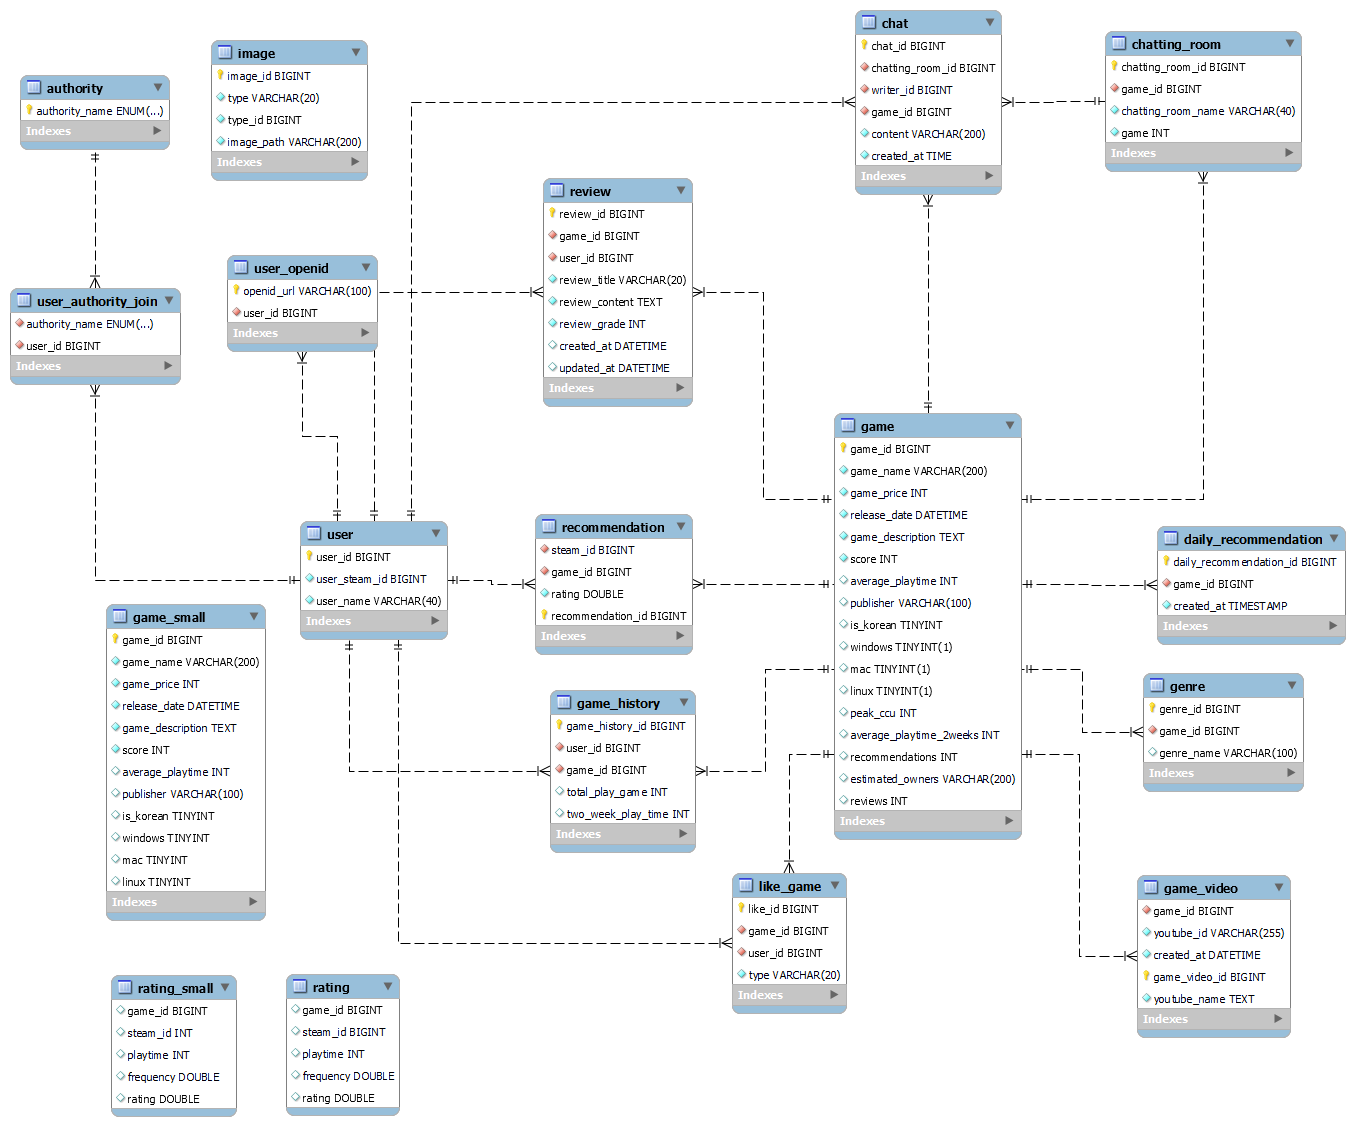 authority
authority_name ENUM(...)
Indexes
image
image_id BIGINT
type VARCHAR(20)
type_id BIGINT
image_path VARCHAR(200)
Indexes
chat
chat_id BIGINT
chatting_room_id BIGINT
writer_id BIGINT
game_id BIGINT
content VARCHAR(200)
created_at TIME
Indexes
chatting_room
chatting_room_id BIGINT
game_id BIGINT
chatting_room_name VARCHAR(40)
game INT
Indexes
review
review_id BIGINT
game_id BIGINT
user_id BIGINT
review_title VARCHAR(20)
review_content TEXT
review_grade INT
created_at DATETIME
updated_at DATETIME
Indexes
user_openid
openid_url VARCHAR(100)
user_id BIGINT
Indexes
user_authority_join
authority_name ENUM(...)
user_id BIGINT
Indexes
game
game_id BIGINT
game_name VARCHAR(200)
game_price INT
release_date DATETIME
game_description TEXT
score INT
average_playtime INT
publisher VARCHAR(100)
is_korean TINYINT
windows TINYINT(1)
mac TINYINT(1)
linux TINYINT(1)
peak_ccu INT
average_playtime_2weeks INT
recommendations INT
estimated_owners VARCHAR(200)
reviews INT
Indexes
user
user_id BIGINT
user_steam_id BIGINT
user_name VARCHAR(40)
Indexes
recommendation
steam_id BIGINT
game_id BIGINT
rating DOUBLE
recommendation_id BIGINT
Indexes
daily_recommendation
daily_recommendation_id BIGINT
game_id BIGINT
created_at TIMESTAMP
Indexes
game_small
game_id BIGINT
game_name VARCHAR(200)
game_price INT
release_date DATETIME
game_description TEXT
score INT
average_playtime INT
publisher VARCHAR(100)
is_korean TINYINT
windows TINYINT
mac TINYINT
linux TINYINT
Indexes
game_history
game_history_id BIGINT
user_id BIGINT
game_id BIGINT
total_play_game INT
two_week_play_time INT
Indexes
genre
genre_id BIGINT
game_id BIGINT
genre_name VARCHAR(100)
Indexes
like_game
like_id BIGINT
game_id BIGINT
user_id BIGINT
type VARCHAR(20)
Indexes
game_video
game_id BIGINT
youtube_id VARCHAR(255)
created_at DATETIME
game_video_id BIGINT
youtube_name TEXT
Indexes
rating_small
game_id BIGINT
steam_id INT
playtime INT
frequency DOUBLE
rating DOUBLE
rating
game_id BIGINT
steam_id BIGINT
playtime INT
frequency DOUBLE
rating DOUBLE